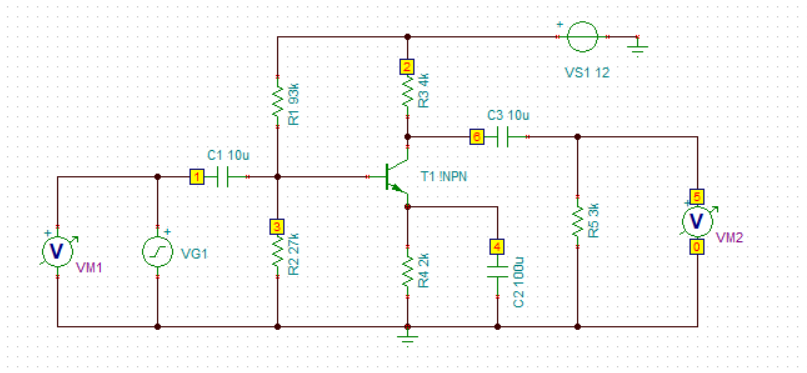 +
VS1 12
2
R3 4k
R1 93k
C3 10u
6
C1 10u
1
T1 !NPN
+
V
VM1
+
VG1
3
R2 27k
4
R4 2k
C2 100u
R5 3k
5
+
V
VM2
0